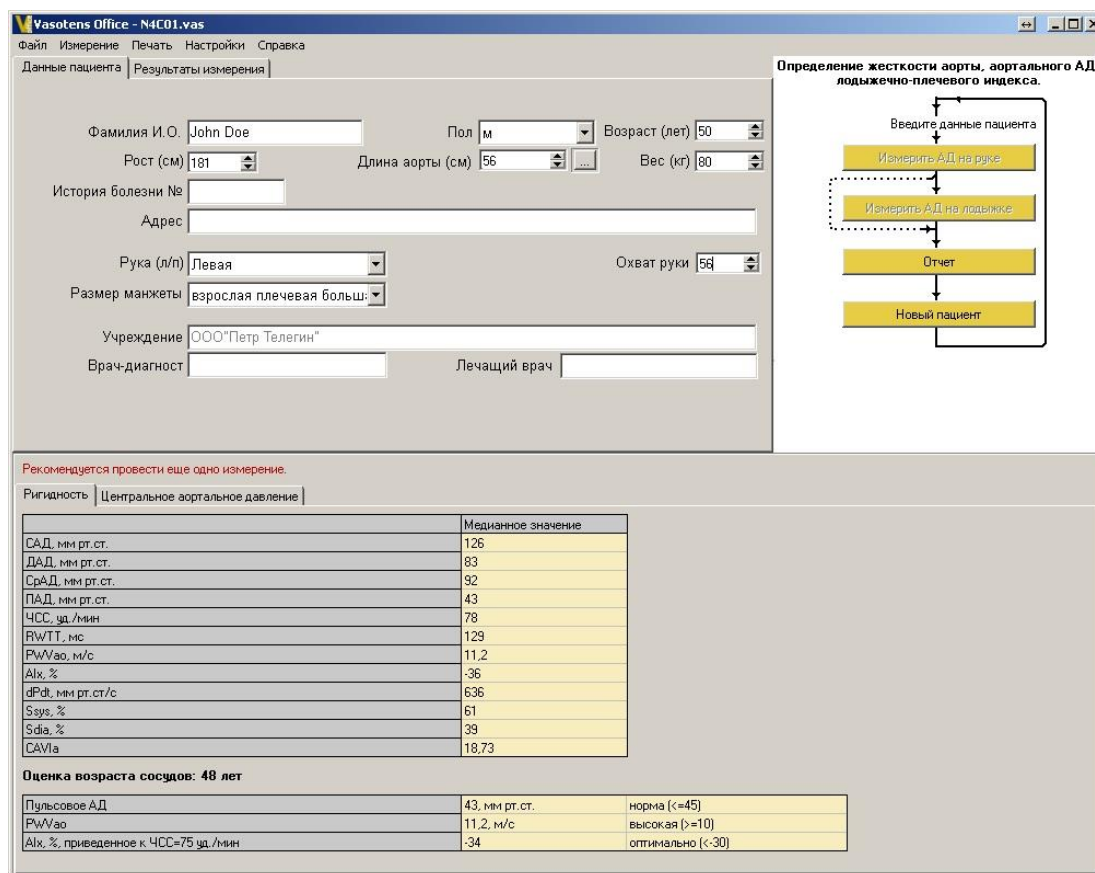 Vasotens Office - N4C01.vas
Файл Измерение Печать Настройки Справка
Данные пациента Результаты измерения
Фамилия И.О. John Doe Пол м Возраст (лет) 50
Рост (см) 181 Длина аорты (см) 56 ... Вес (кг) 80
История болезни №
Адрес
Рука (л/п) Левая Охват руки 56
Размер манжеты взрослая плечевая больш
Учреждение ООО"Петр Телегин"
Врач-диагност Лечащий врач
Определение жесткости аорты, аортального АД
лодыжечно-плечевого индекса.
Введите данные пациента
Измерить АД на руке
Измерить АД на лодыжке
Отчет
Новый пациент
Рекомендуется провести еще одно измерение.
Ригидность Центральное аортальное давление
Медианное значение
САД, мм рт.ст. 126
ДАД, мм рт.ст. 83
СрАД, мм рт.ст. 92
ПАД, мм рт.ст. 43
ЧСС, уд./мин 78
RWTT, мс 129
PWVao, м/с 11,2
AIx, % -36
dPdt, мм рт.ст/с 636
Ssys, % 61
Sdia, % 39
CAVIa 18,73
Оценка возраста сосудов: 48 лет
Пульсовое АД 43, мм рт.ст. норма (<=45)
PWVao 11,2, м/с высокая (>=10)
AIx, %, приведенное к ЧСС=75 уд./мин -34 оптимально (<-30)